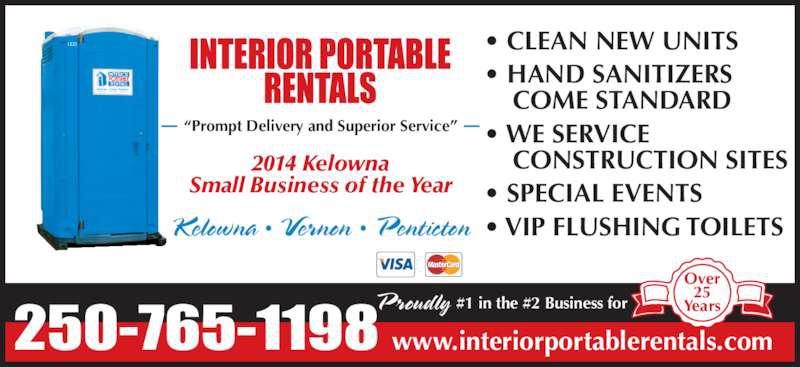 INTERIOR PORTABLE
RENTALS
“Prompt Delivery and Superior Service”
2014 Kelowna
Small Business of the Year
Kelowna • Vernon • Penticton
VISA
MasterCard
• CLEAN NEW UNITS
• HAND SANITIZERS
COME STANDARD
• WE SERVICE
CONSTRUCTION SITES
• SPECIAL EVENTS
• VIP FLUSHING TOILETS
Proudly #1 in the #2 Business for
Over
25
Years
250-765-1198
www.interiorportablerentals.com